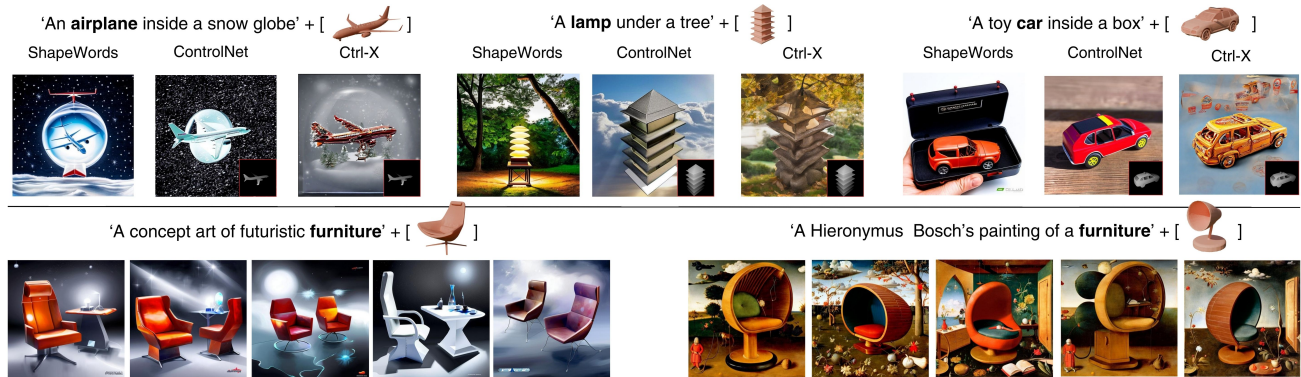 ‘An airplane inside a snow globe’ + [ ]
ShapeWords ControlNet Ctrl-X
‘A lamp under a tree’ + [ ]
ShapeWords ControlNet Ctrl-X
‘A toy car inside a box’ + [ ]
ShapeWords ControlNet Ctrl-X
‘A concept art of futuristic furniture’ + [ ]
‘A Hieronymus Bosch’s painting of a furniture’ + [ ]